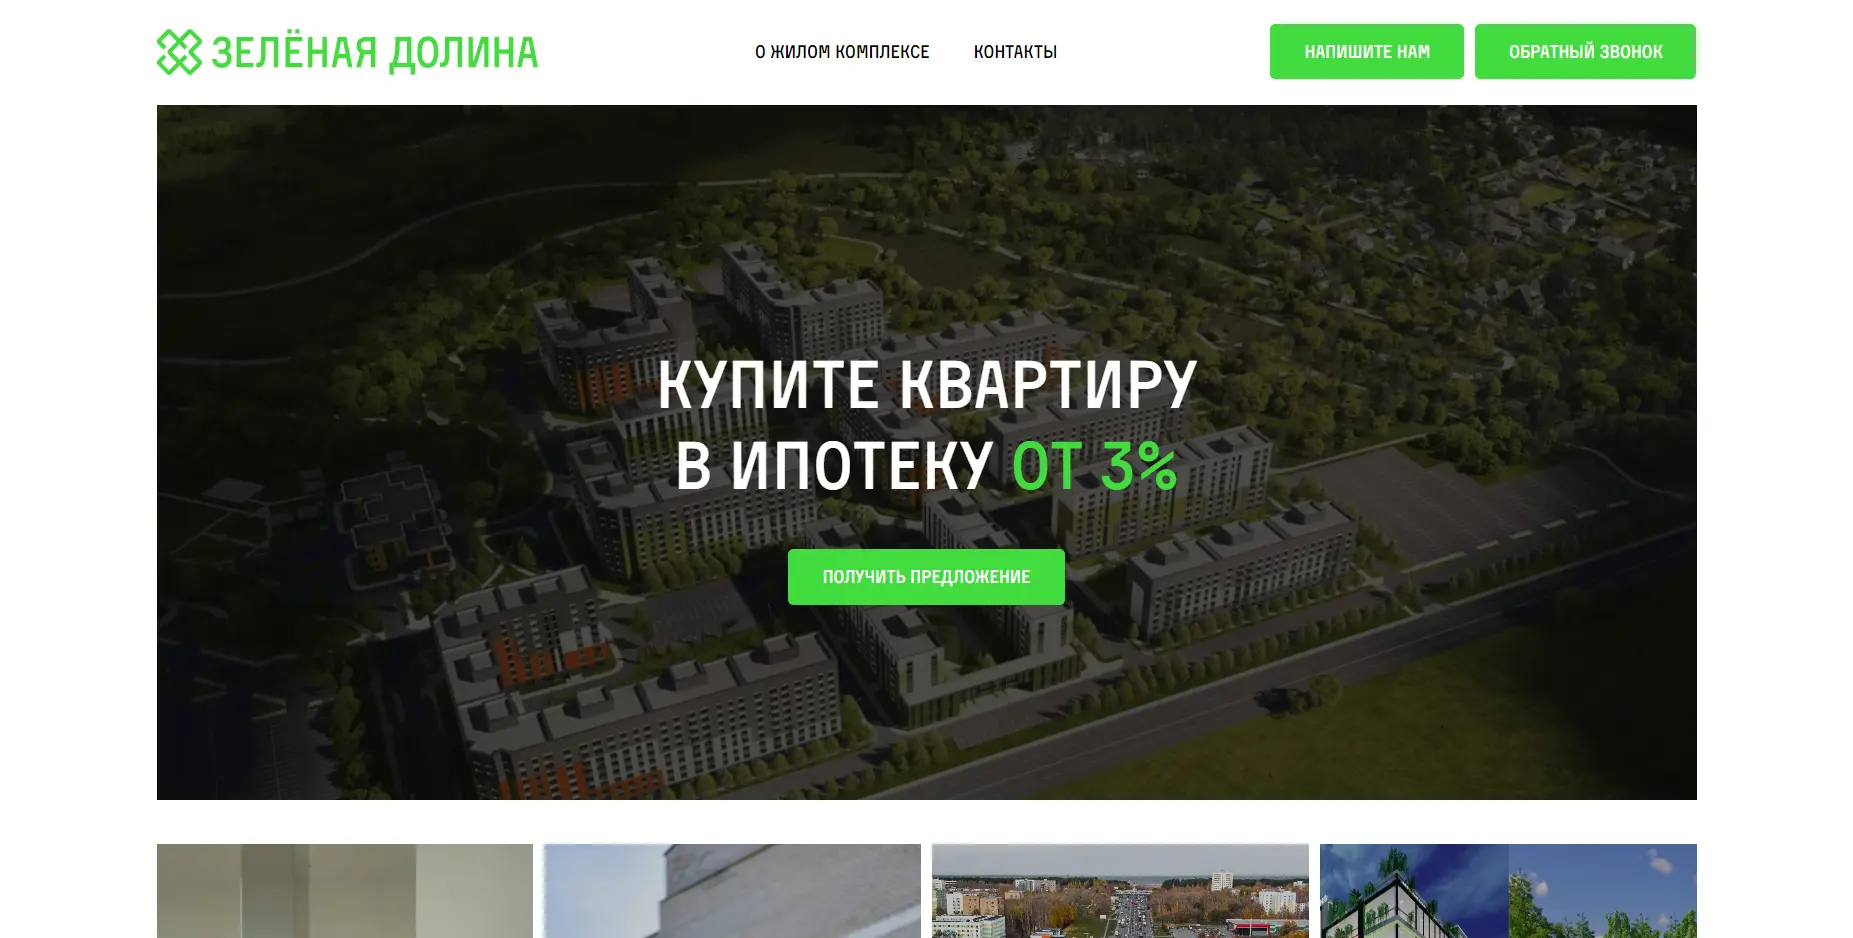 ЗЕЛЁНАЯ ДОЛИНА
О ЖИЛОМ КОМПЛЕКСЕ
КОНТАКТЫ
НАПИШИТЕ НАМ
ОБРАТНЫЙ ЗВОНОК
КУПИТЕ КВАРТИРУ
В ИПОТЕКУ ОТ 3%
ПОЛУЧИТЬ ПРЕДЛОЖЕНИЕ